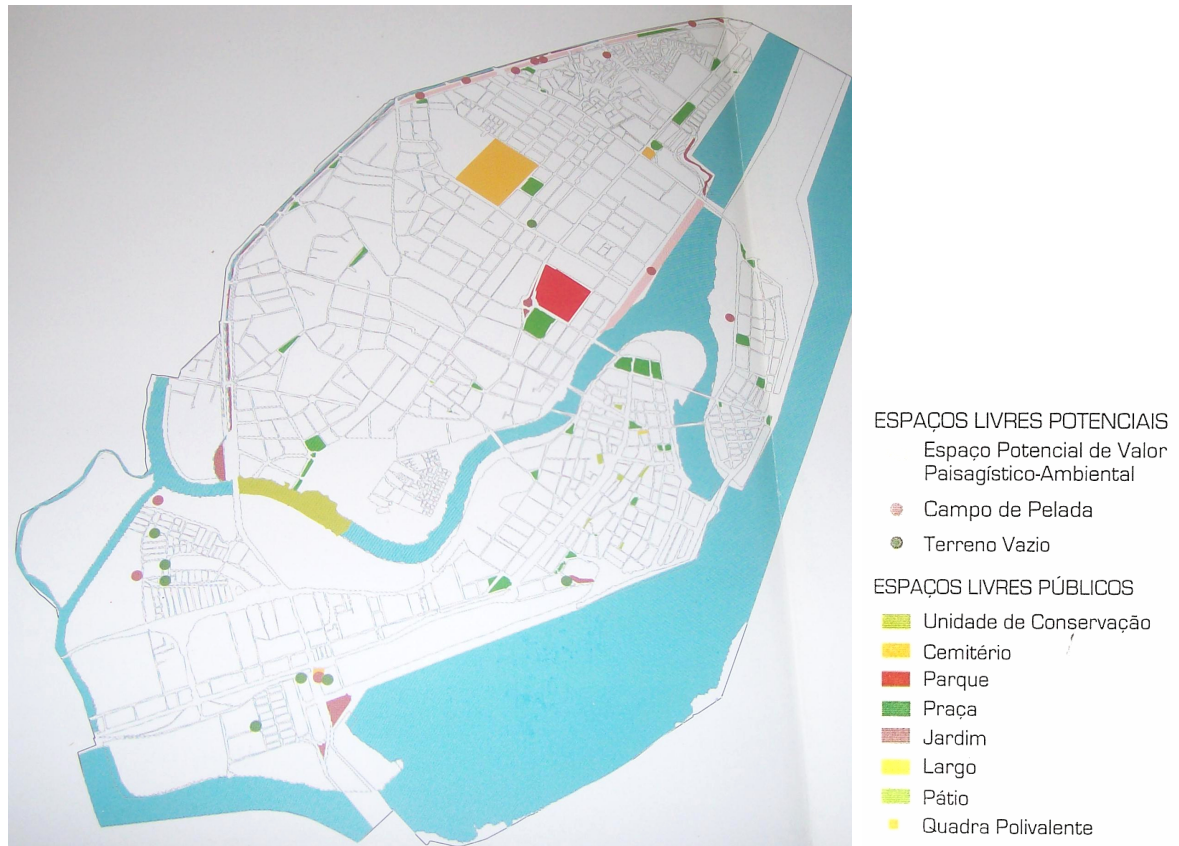 ESPAÇOS LIVRES POTENCIAIS
Espaço Potencial de Valor
Paisagístico-Ambiental
Campo de Pelada
Terreno Vazio
ESPAÇOS LIVRES PÚBLICOS
Unidade de Conservação
Cemitério
Parque
Praça
Jardim
Largo
Pátio
Quadra Polivalente